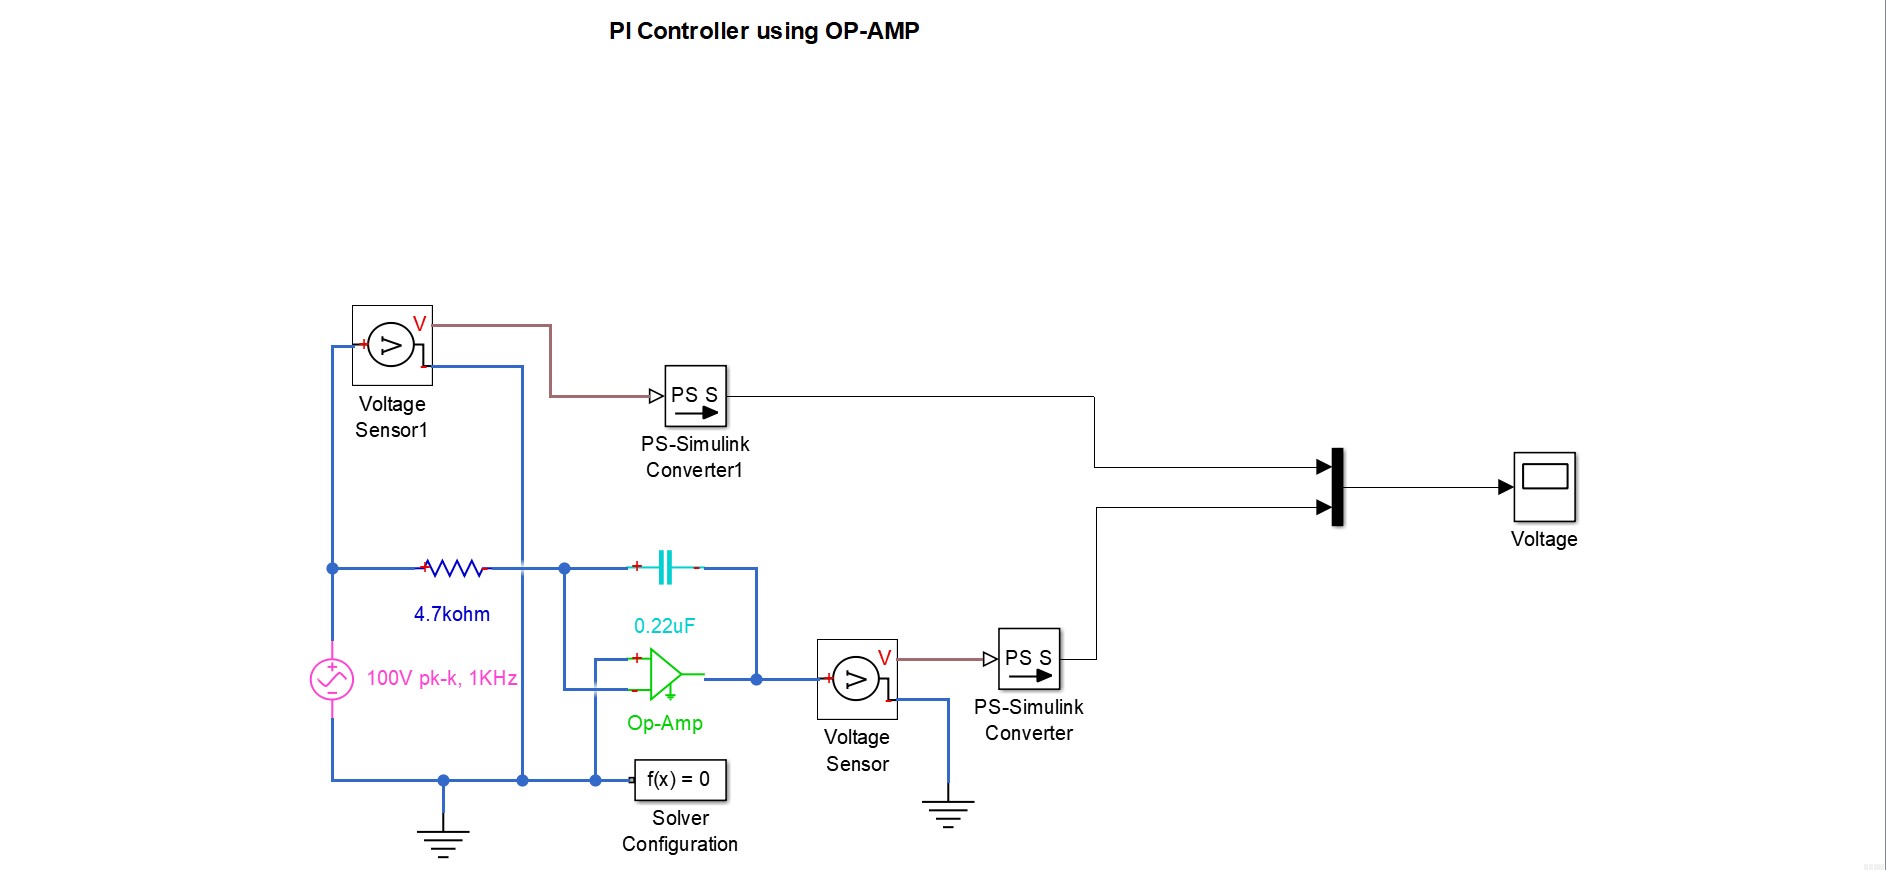 PI Controller using OP-AMP
V
Voltage
Sensor1
PS S
PS-Simulink
Converter1
Voltage
4.7kohm
0.22uF
100V pk-k, 1KHz
Op-Amp
V
Voltage
Sensor
PS S
PS-Simulink
Converter
f(x) = 0
Solver
Configuration